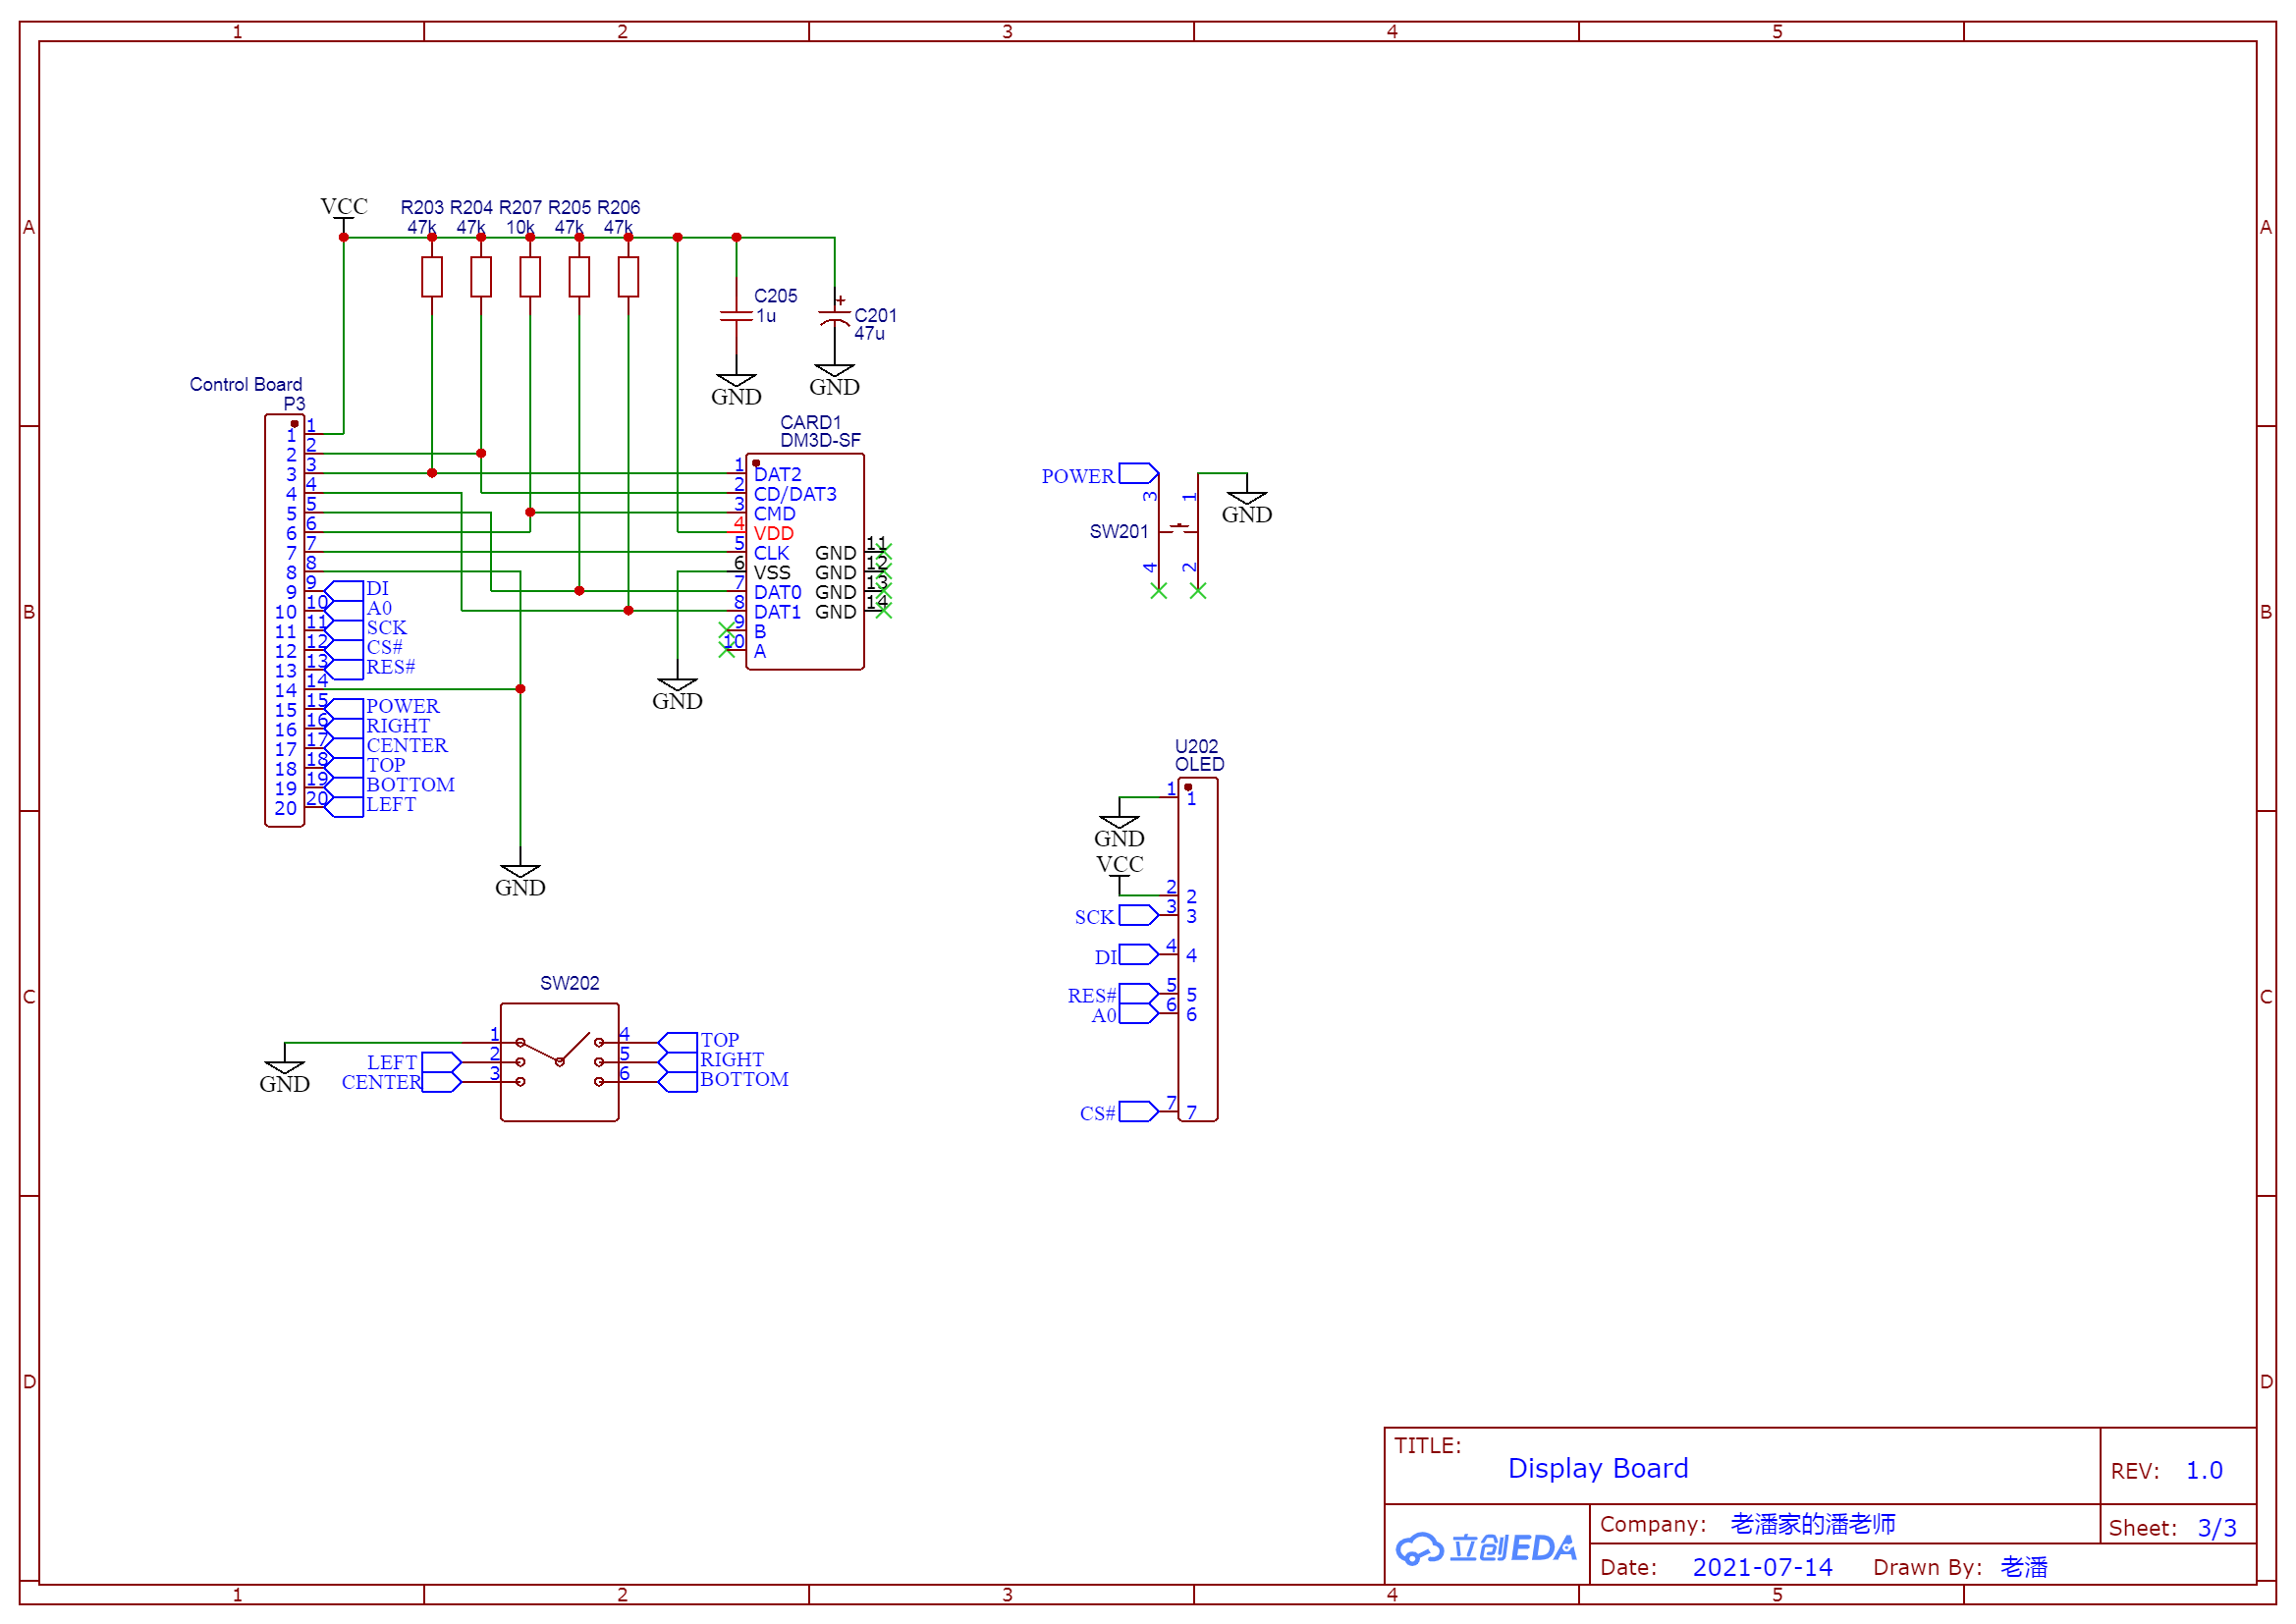 1 2 3 4 5
A A
VCC
R203 R204 R207 R205 R206
47k 47k 10k 47k 47k
C205
1u
+
C201
47u
GND
GND
Control Board
P3
1 1
2 2
3 3
4 4
5 5
6 6
7 7
8 8
9 9 DI
10 10 A0
11 11 SCK
12 12 CS#
13 13 RES#
14 14
15 15 POWER
16 16 RIGHT
17 17 CENTER
18 18 TOP
19 19 BOTTOM
20 20 LEFT
GND
CARD1
DM3D-SF
1 DAT2
2 CD/DAT3
3 CMD
4 VDD
5 CLK GND 11
6 VSS GND 12
7 DAT0 GND 13
8 DAT1 GND 14
9 B
10 A
GND
POWER
3 1
GND
SW201
4 2
B B
U202
OLED
1 1
GND
VCC
2 2
SCK 3 3
DI 4 4
RES# 5 5
A0 6 6
CS# 7 7
C C
SW202
1 4 TOP
LEFT 2 5 RIGHT
CENTER 3 6 BOTTOM
GND
D D
TITLE:
Display Board
REV: 1.0
立创EDA
Company: 老潘家的潘老师
Sheet: 3/3
Date: 2021-07-14 Drawn By: 老潘
1 2 3 4 5